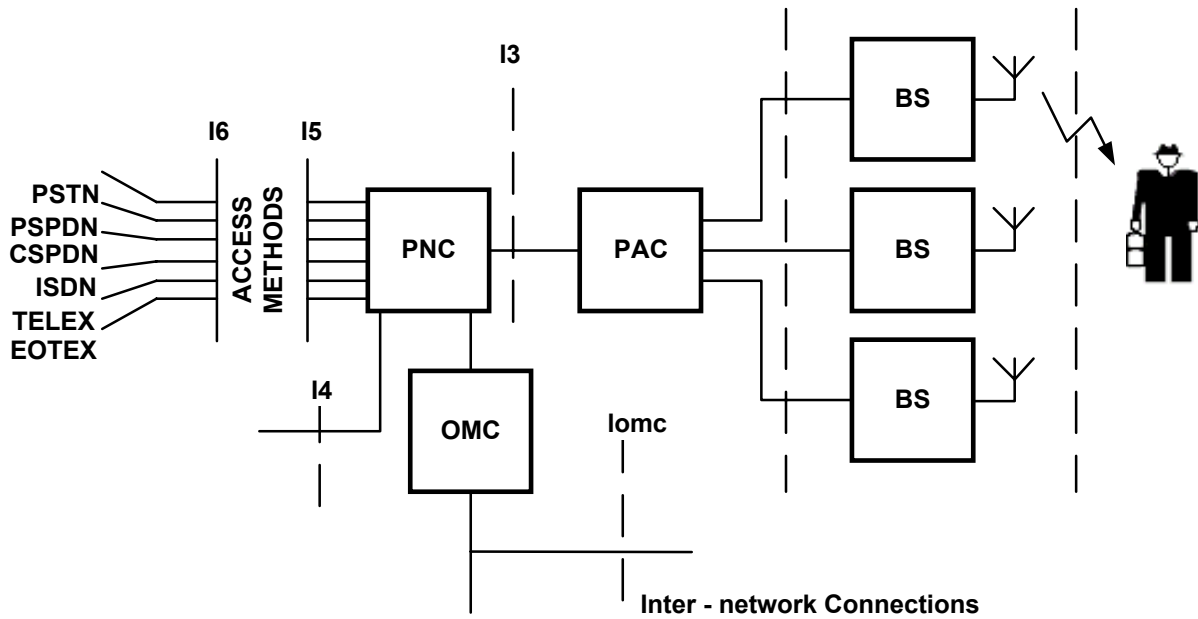 I3
BS
I6
I5
PSTN
PSPDN
CSPDN
ISDN
TELEX
EOTEX
ACCESS
METHODS
PNC
PAC
BS
I4
OMC
Iomc
BS
Inter - network Connections